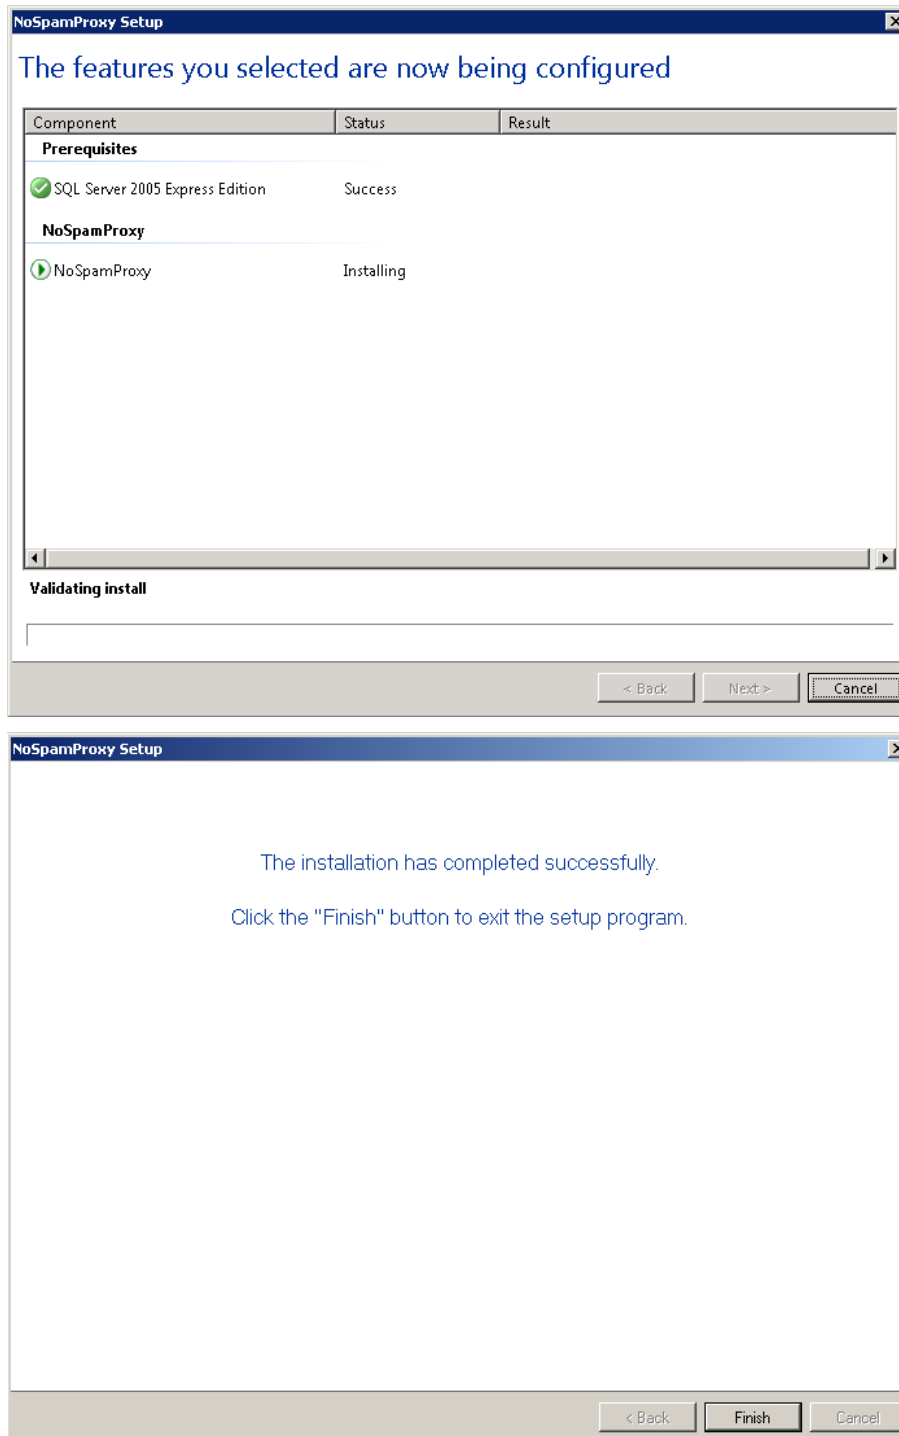 NoSpamProxy Setup
The features you selected are now being configured
Component Status Result
Prerequisites
SQL Server 2005 Express Edition Success
NoSpamProxy
NoSpamProxy Installing
Validating install
< Back Next > Cancel
NoSpamProxy Setup
The installation has completed successfully.
Click the "Finish" button to exit the setup program.
< Back Finish Cancel